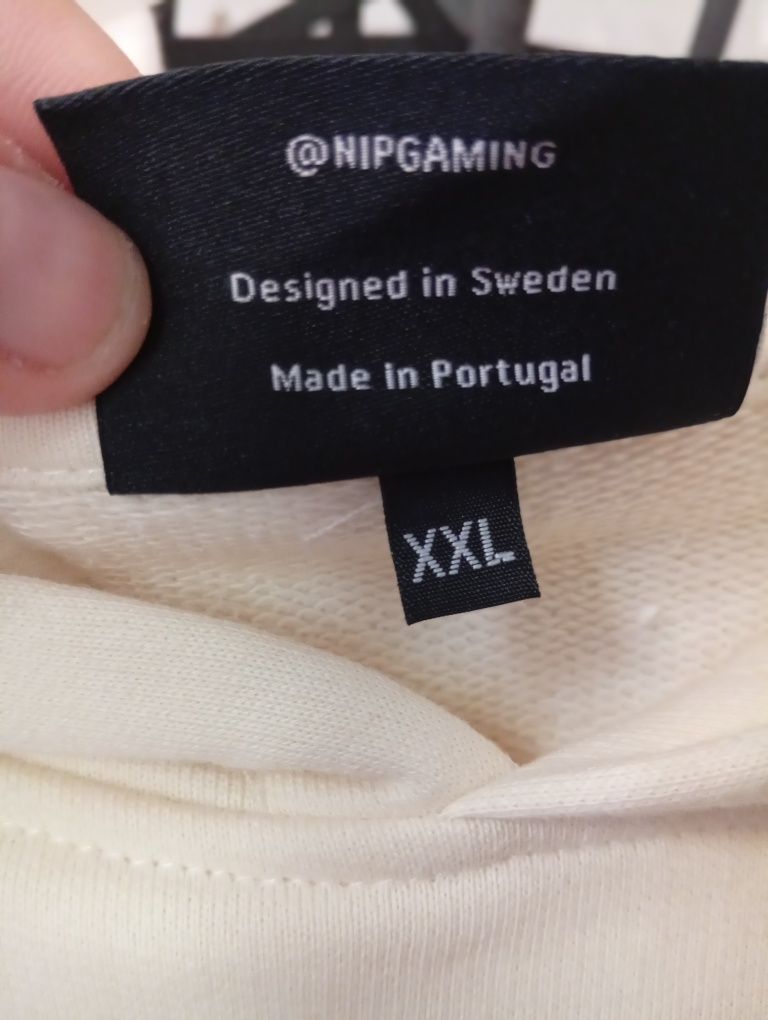 @NIPGAMING
Designed in Sweden
Made in Portugal
XXL